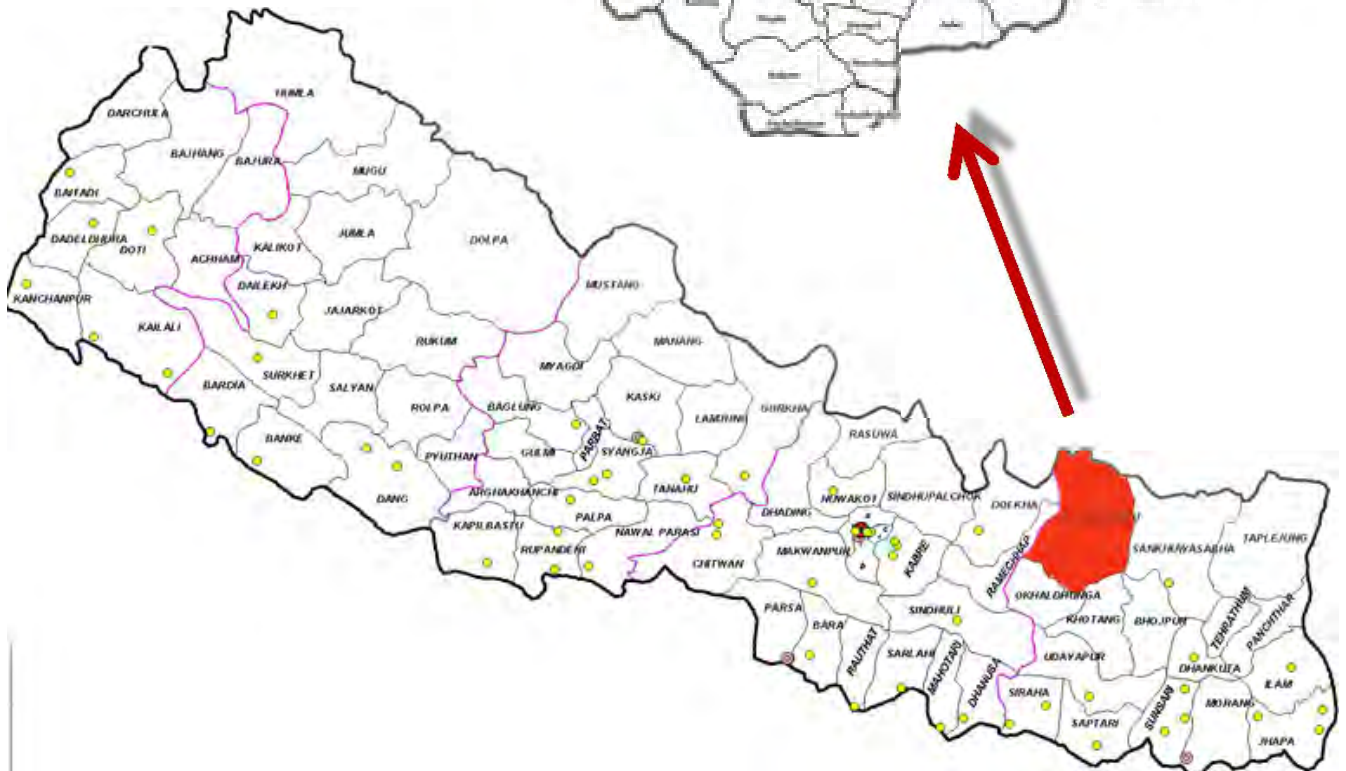 HUMLA
DARCHULA
BAJHANG
BAJURA
MUGU
BAITADI
DADELDHURA
DOTI
ACHHAM
KALIKOT
JUMLA
DOLPA
KANCHANPUR
DAILEKH
MUSTANG
JAJARKOT
KAILALI
RUKUM
MANANG
MYAGDI
SURKHET
BARDIA
SALYAN
KASKI
ROLPA
BAGLUNG
LAMJUNG
GORKHA
RASUWA
BANKE
PARBAT
GULMI
SYANGJA
PYUTHAN
DANG
ARGHAKHANCHI
TANAHU
NUWAKOT
SINDHUPALCHOK
DOLKHA
DHADING
PALPA
KAPILBASTU
NAWAL PARASI
RUPANDEHI
CHITWAN
MAKWANPUR
KABRE
RAMECHHAP
SANKHUWASABHA
TAPLEJUNG
OKHALDHUNGA
PARSA
BARA
SINDHULI
KHOTANG
BHOJPUR
TEHRATHUM
PANCHTHAR
RAUTHAT
SARLAHI
MAHOTARI
DHANUSA
UDAYAPUR
DHANKUTA
SIRAHA
ILAM
SAPTARI
SUNSARI
MORANG
JHAPA